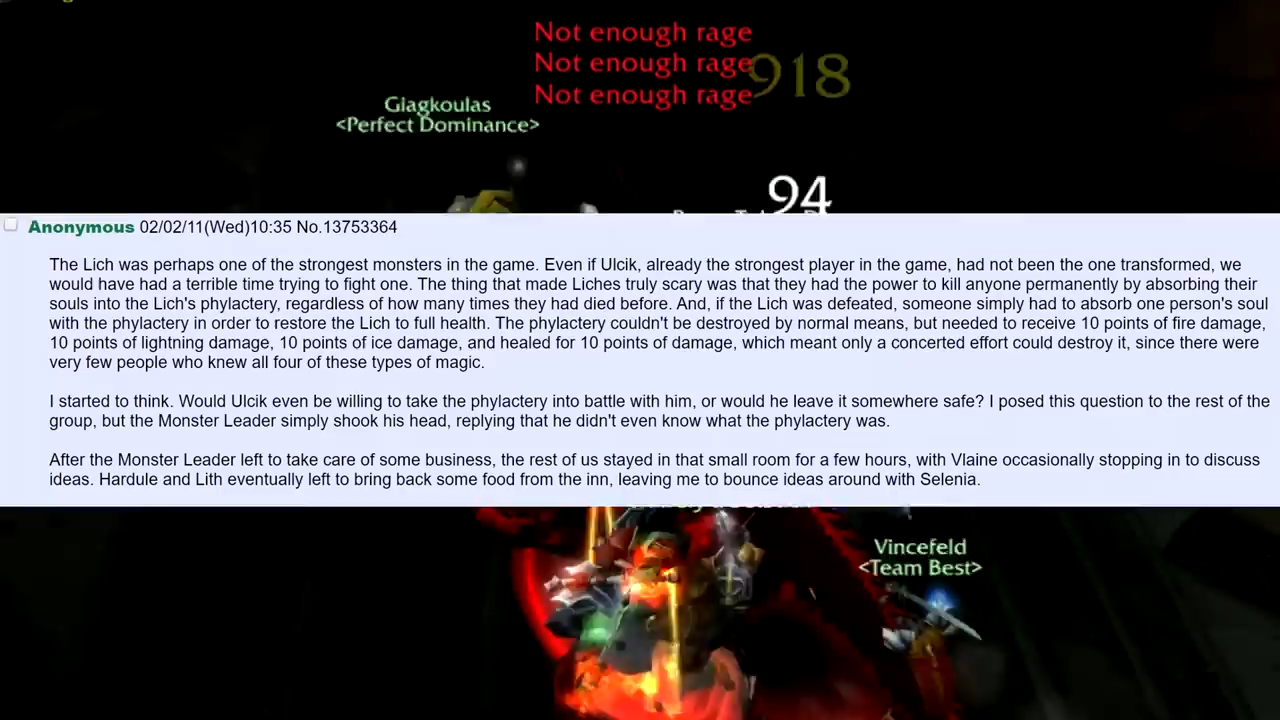 Not enough rage
Not enough rage
Not enough rage
918
Giagkoulas
<Perfect Dominance>
94
Anonymous 02/02/11(Wed)10:35 No.13753364
The Lich was perhaps one of the strongest monsters in the game. Even if Ulcik, already the strongest player in the game, had not been the one transformed, we
would have had a terrible time trying to fight one. The thing that made Liches truly scary was that they had the power to kill anyone permanently by absorbing their
souls into the Lich's phylactery, regardless of how many times they had died before. And, if the Lich was defeated, someone simply had to absorb one person's soul
with the phylactery in order to restore the Lich to full health. The phylactery couldn't be destroyed by normal means, but needed to receive 10 points of fire damage,
10 points of lightning damage, 10 points of ice damage, and healed for 10 points of damage, which meant only a concerted effort could destroy it, since there were
very few people who knew all four of these types of magic.
I started to think. Would Ulcik even be willing to take the phylactery into battle with him, or would he leave it somewhere safe? I posed this question to the rest of the
group, but the Monster Leader simply shook his head, replying that he didn't even know what the phylactery was.
After the Monster Leader left to take care of some business, the rest of us stayed in that small room for a few hours, with Vlaine occasionally stopping in to discuss
ideas. Hardule and Lith eventually left to bring back some food from the inn, leaving me to bounce ideas around with Selenia.
Vincefeld
<Team Best>